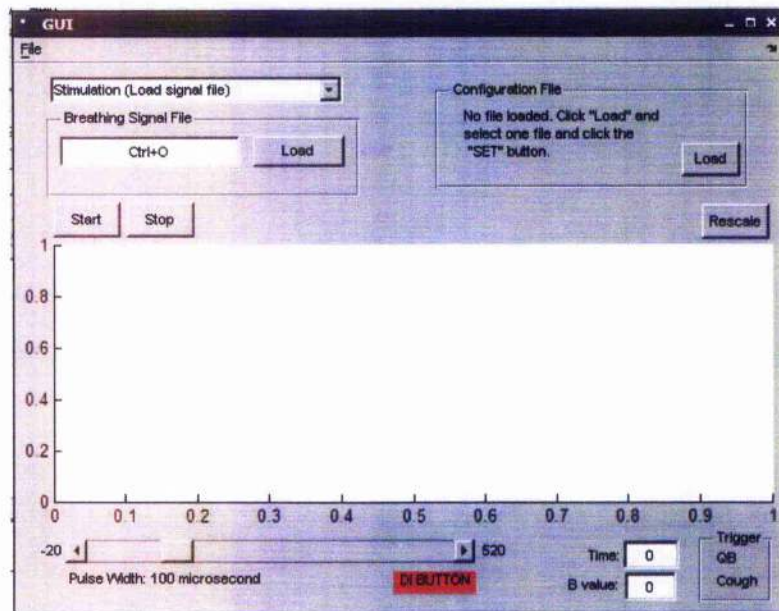 GUI
File
Stimulation (Load signal file)
Breathing Signal File
Ctrl+O
Load
Configuration File
No file loaded. Click "Load" and
select one file and click the
"SET" button.
Load
Start
Stop
Rescale
1
0.8
0.6
0.4
0.2
0
0 0.1 0.2 0.3 0.4 0.5 0.6 0.7 0.8 0.9 1
-20
520
Pulse Width: 100 microsecond
DI BUTTON
Time: 0
B value: 0
Trigger
QB
Cough